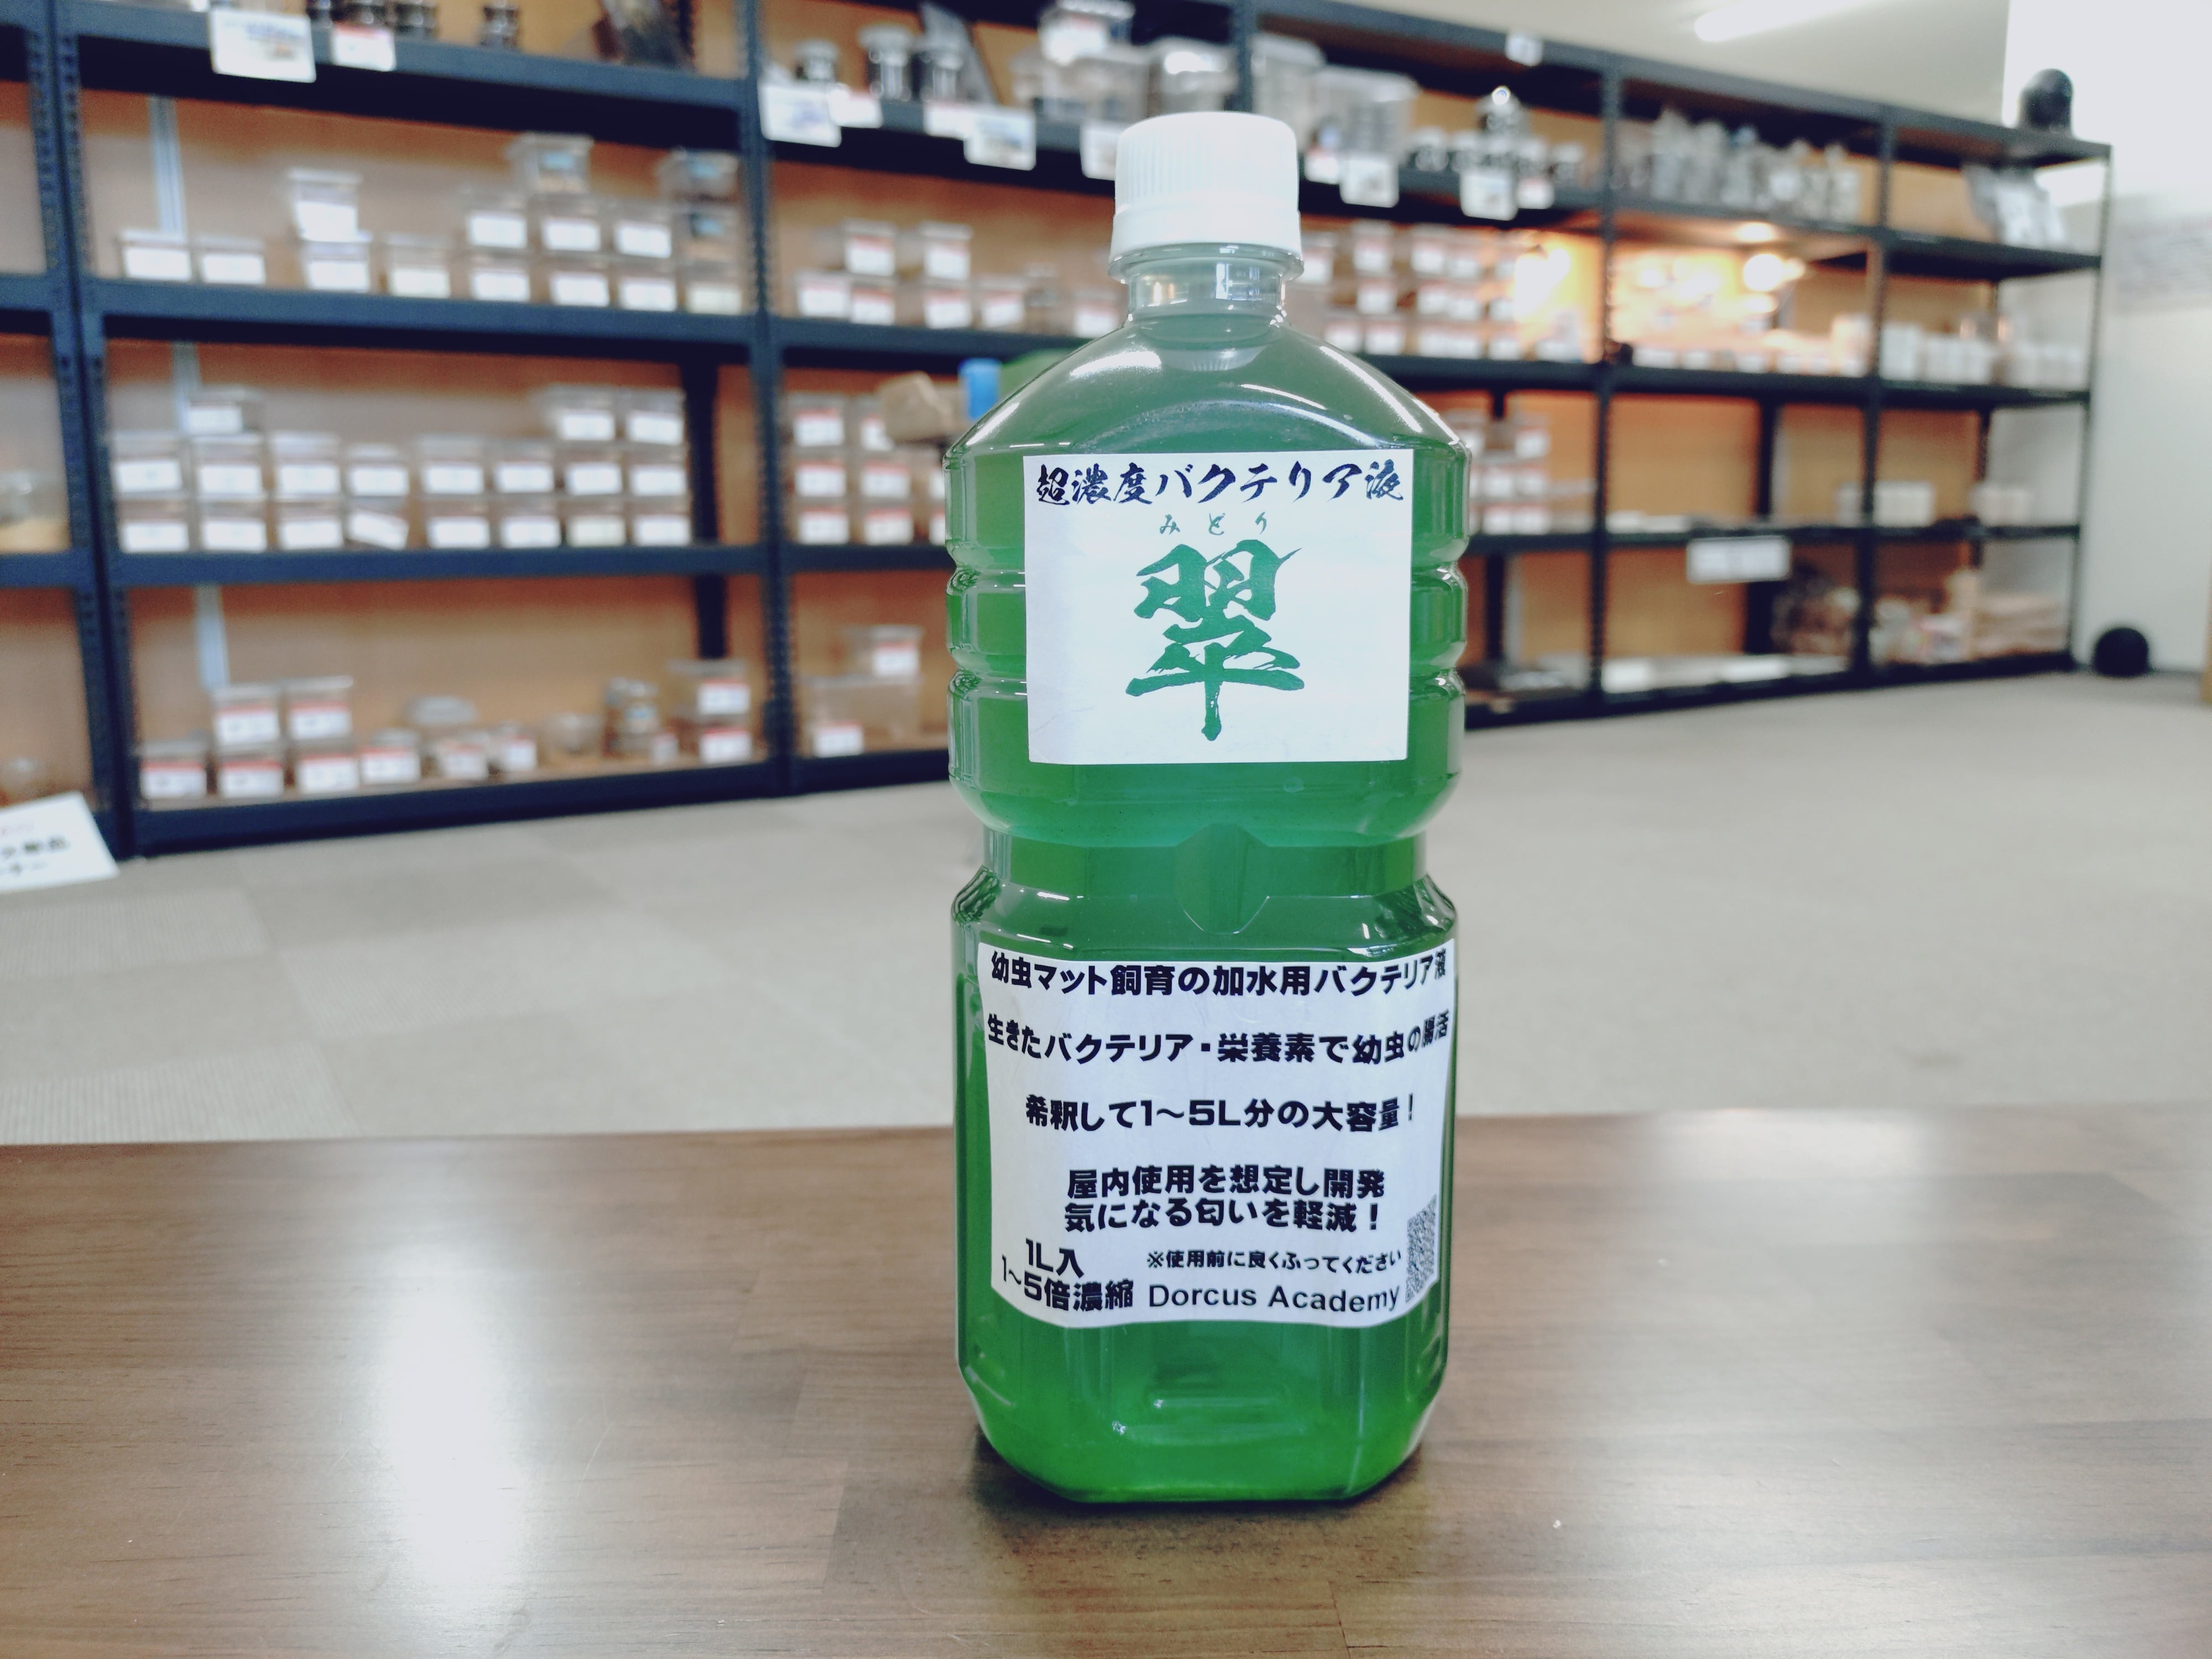 超濃度バクテリア液
みどり
翠
幼虫マット飼育の加水用バクテリア液
生きたバクテリア・栄養素で幼虫の腸活
希釈して1～5L分の大容量！
屋内使用を想定し開発
気になる匂いを軽減！
1L入
※使用前に良くふってください
1～5倍濃縮 Dorcus Academy